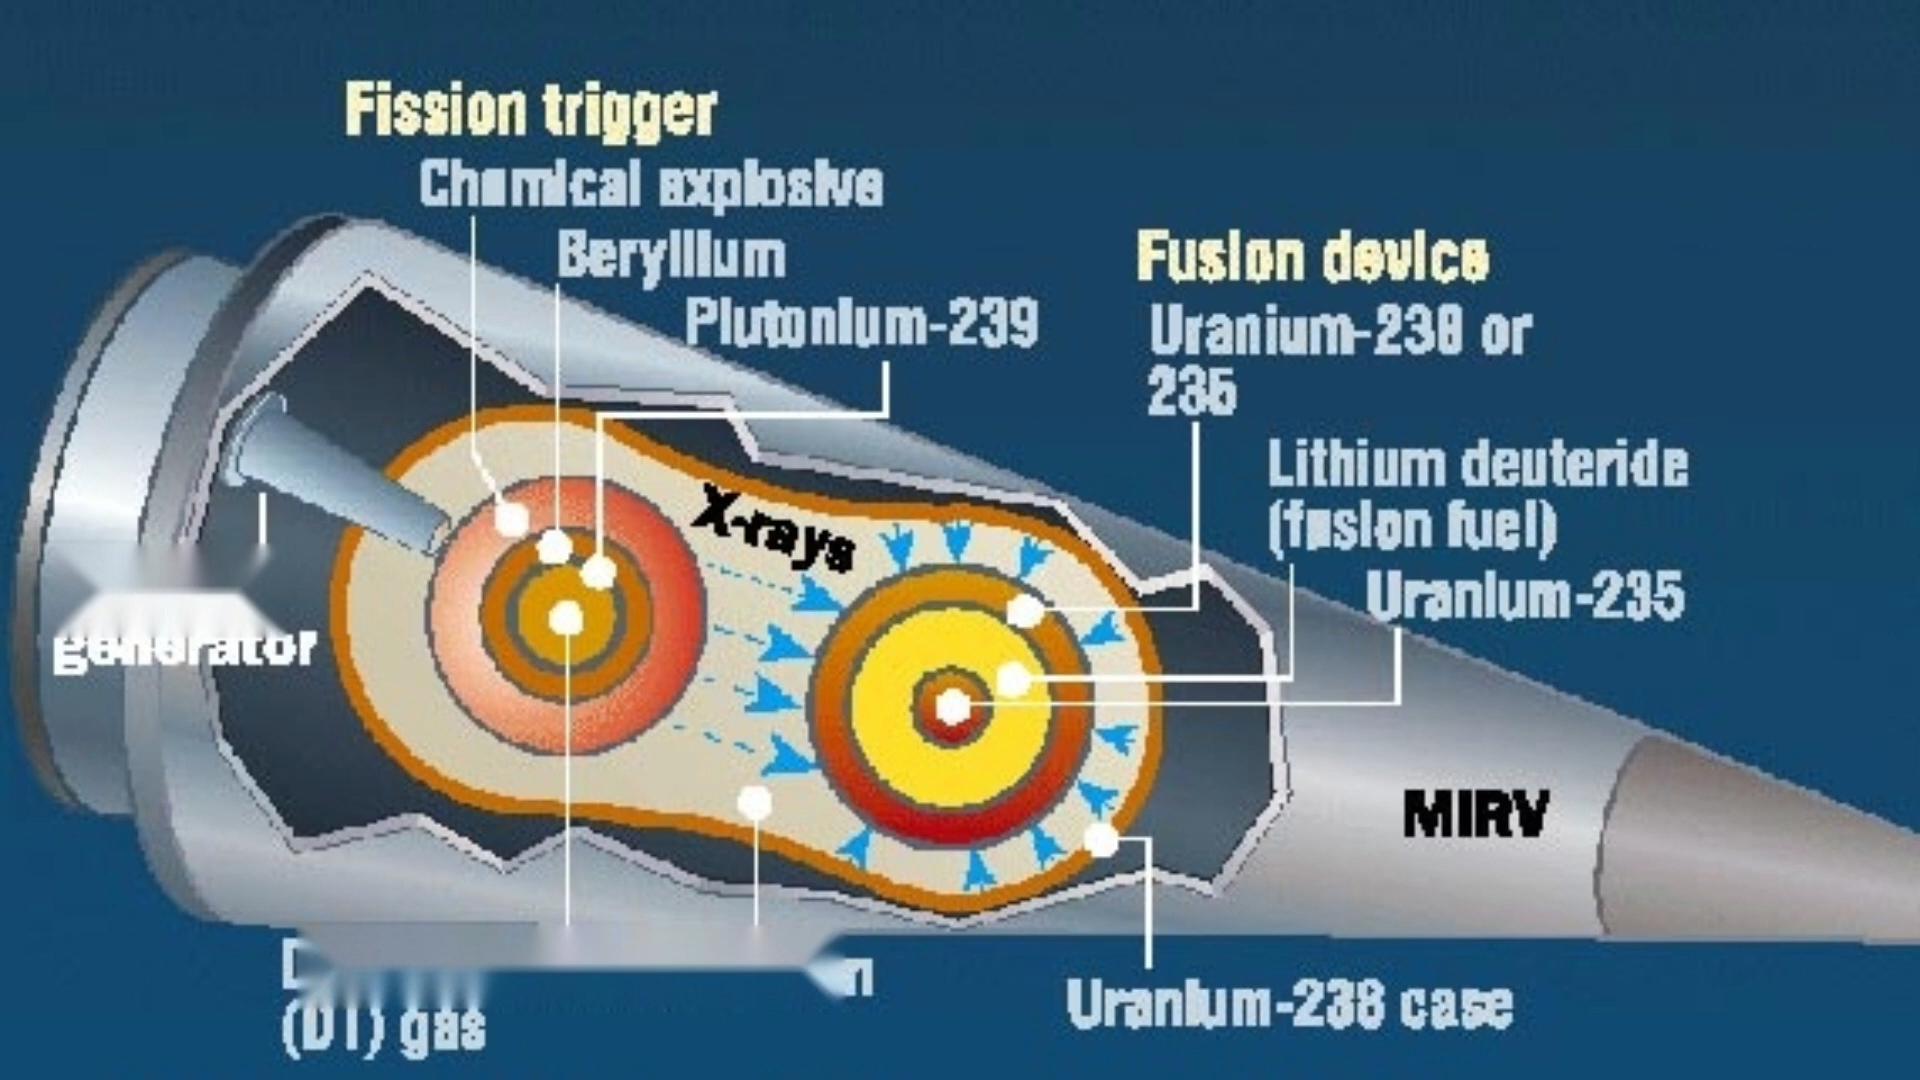 Fission trigger
Chemical explosive
Beryllium
Plutonium-239
Fusion device
Uranium-238 or
235
Lithium deuteride
(fusion fuel)
Uranium-235
X-rays
generator
MIRV
(DT) gas
Uranium-238 case